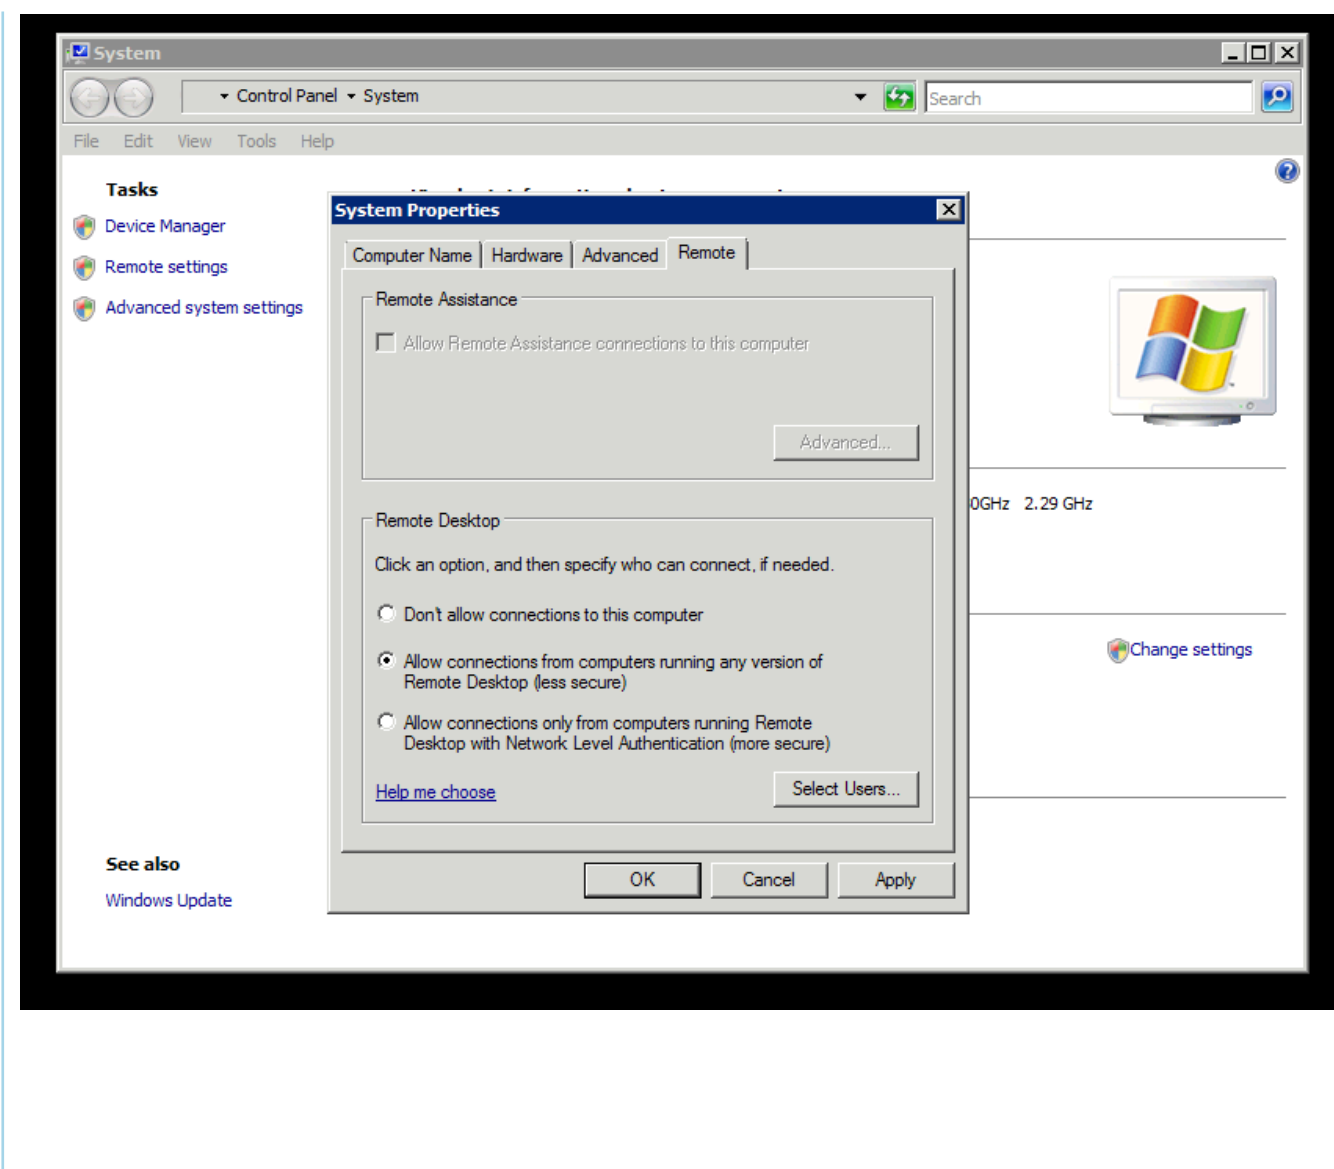 System
Control Panel System
Search
File Edit View Tools Help
Tasks
Device Manager
Remote settings
Advanced system settings
See also
Windows Update
System Properties
Computer Name Hardware Advanced Remote
Remote Assistance
Allow Remote Assistance connections to this computer
Advanced...
Remote Desktop
Click an option, and then specify who can connect, if needed.
Don't allow connections to this computer
Allow connections from computers running any version of
Remote Desktop (less secure)
Allow connections only from computers running Remote
Desktop with Network Level Authentication (more secure)
Help me choose
Select Users...
OK Cancel Apply
0GHz 2.29 GHz
Change settings